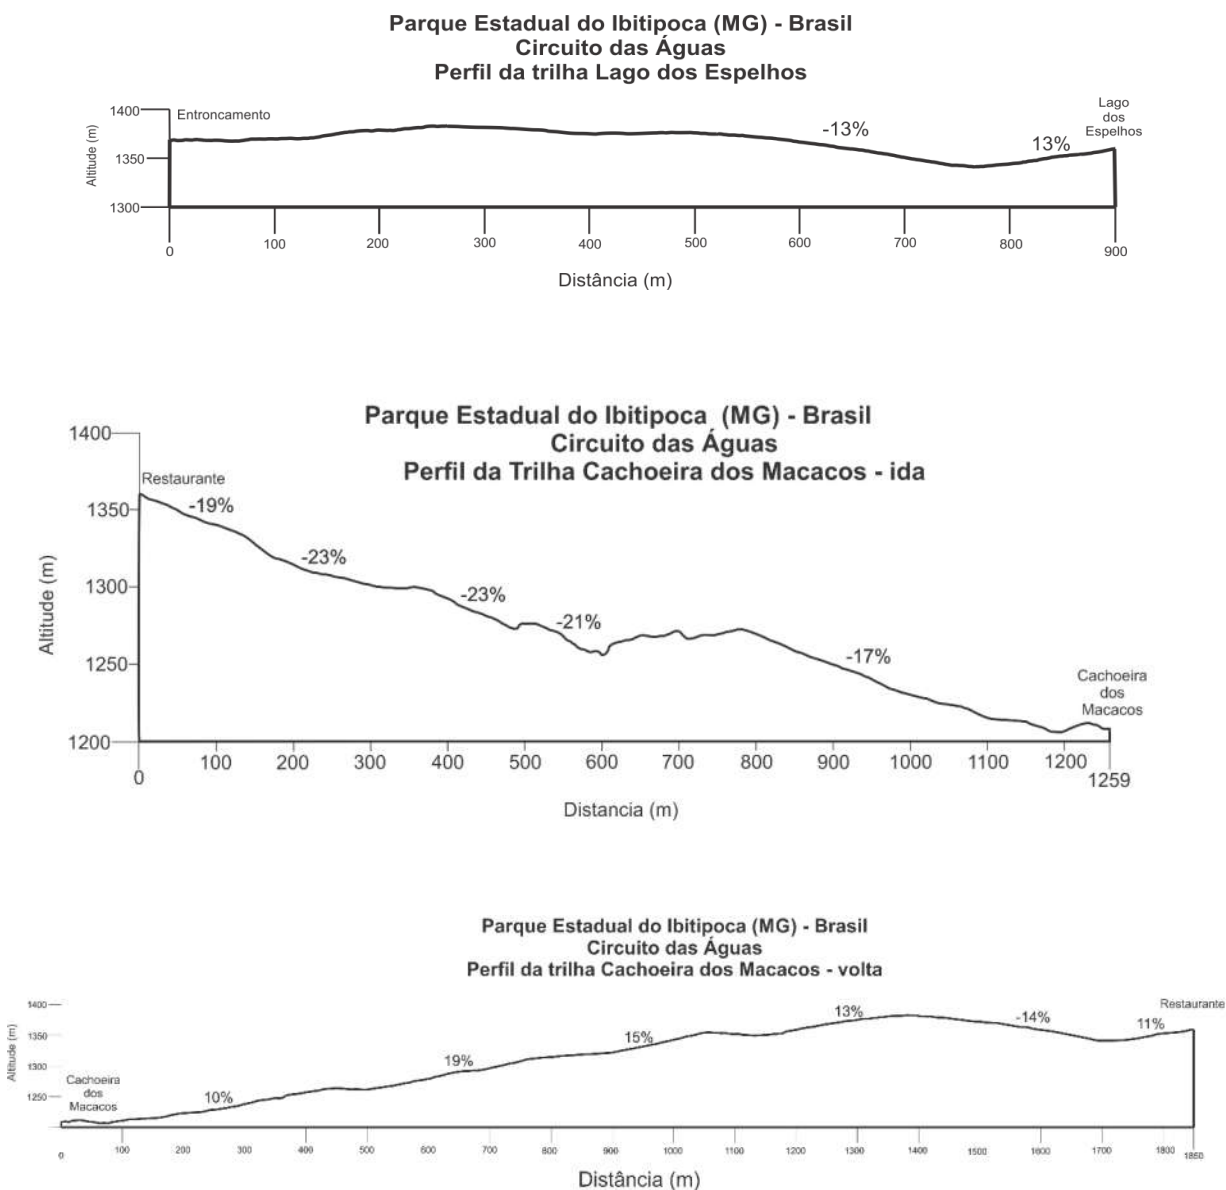 Parque Estadual do Ibitipoca (MG) - Brasil
Circuito das Águas
Perfil da trilha Lago dos Espelhos
Altitude (m)
1400
1350
1300
Entroncamento
-13%
13%
Lago
dos
Espelhos
0 100 200 300 400 500 600 700 800 900
Distância (m)
Parque Estadual do Ibitipoca (MG) - Brasil
Circuito das Águas
Perfil da Trilha Cachoeira dos Macacos - ida
Altitude (m)
1400
1350
1300
1250
1200
Restaurante
-19%
-23%
-23%
-21%
-17%
Cachoeira
dos
Macacos
0 100 200 300 400 500 600 700 800 900 1000 1100 1200 1259
Distancia (m)
Parque Estadual do Ibitipoca (MG) - Brasil
Circuito das Águas
Perfil da trilha Cachoeira dos Macacos - volta
Altitude (m)
1400
1350
1300
1250
Cachoeira
dos
Macacos
10%
19%
15%
13%
-14%
11%
Restaurante
0 100 200 300 400 500 600 700 800 900 1000 1100 1200 1300 1400 1500 1600 1700 1800 1850
Distância (m)